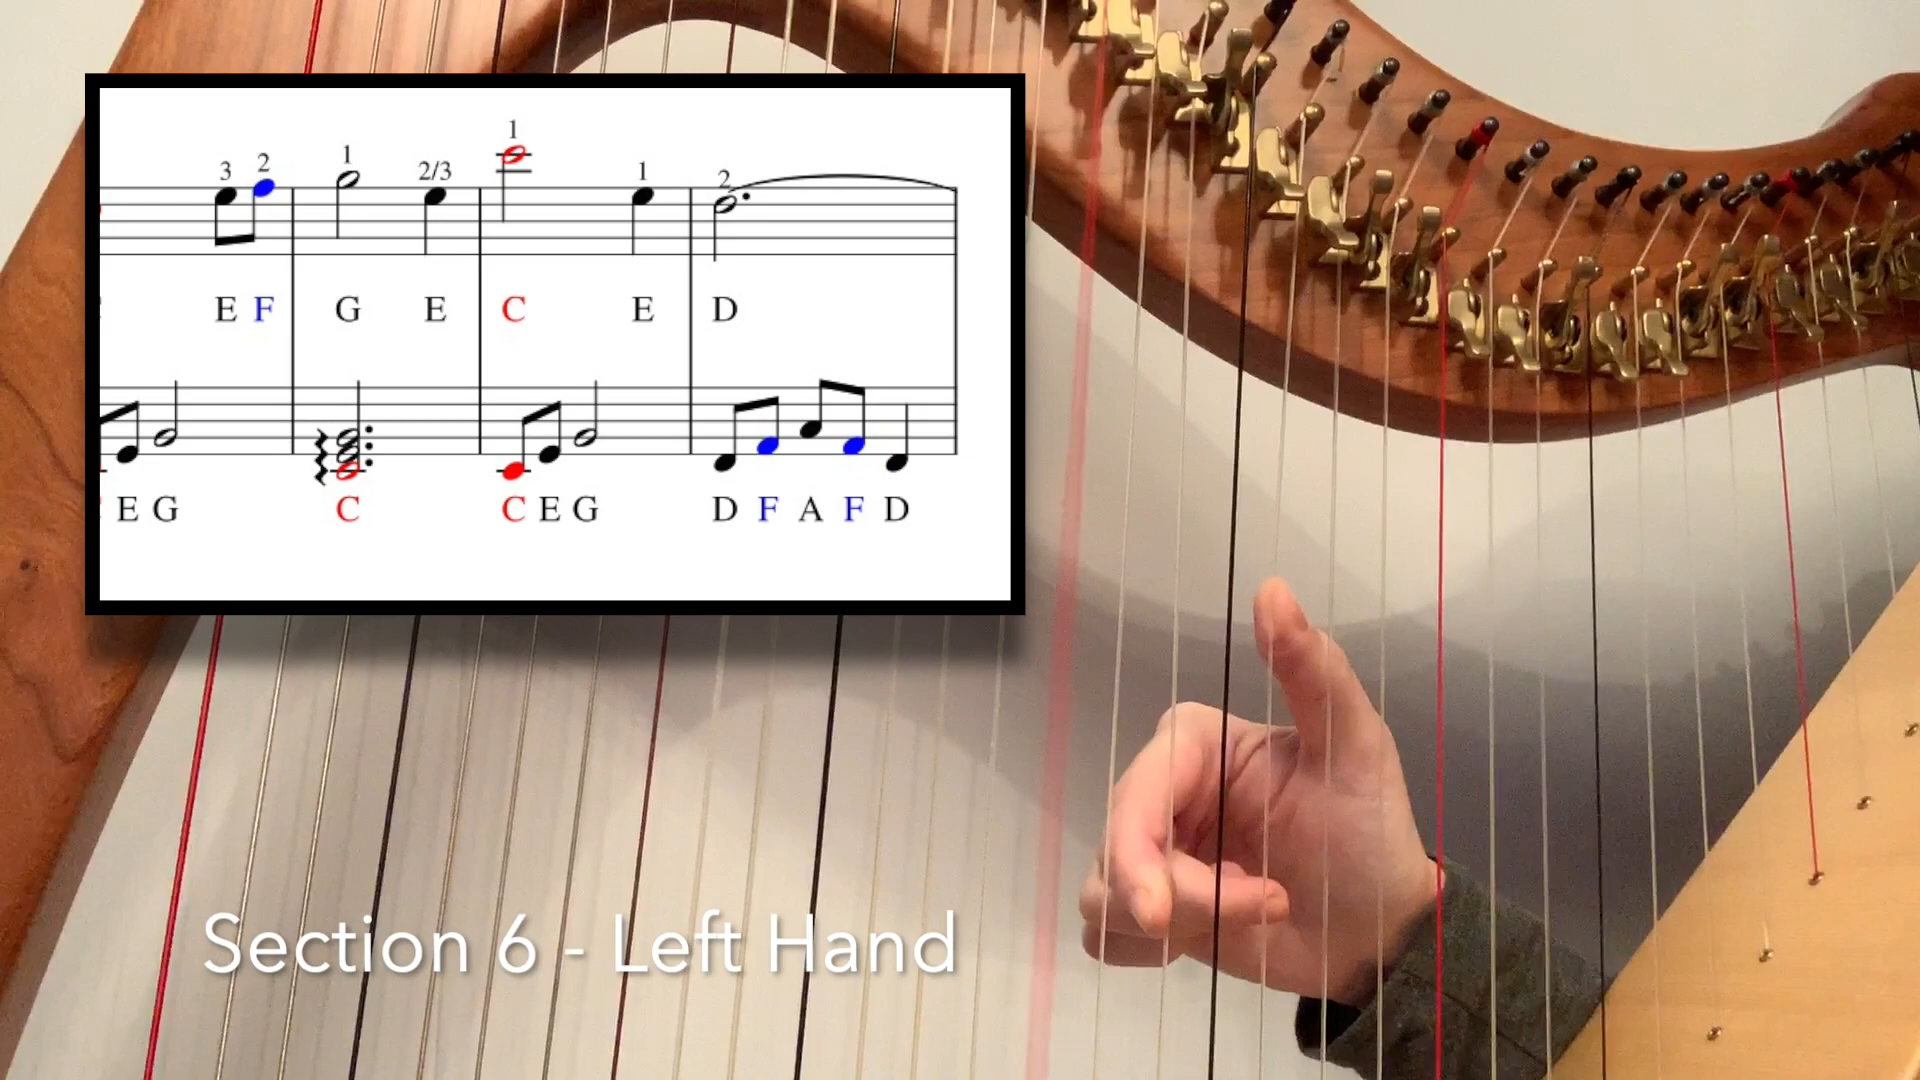 1
3 2 1 2/3 1 2
E F G E C E D
E G C C E G D F A F D
Section 6 - Left Hand